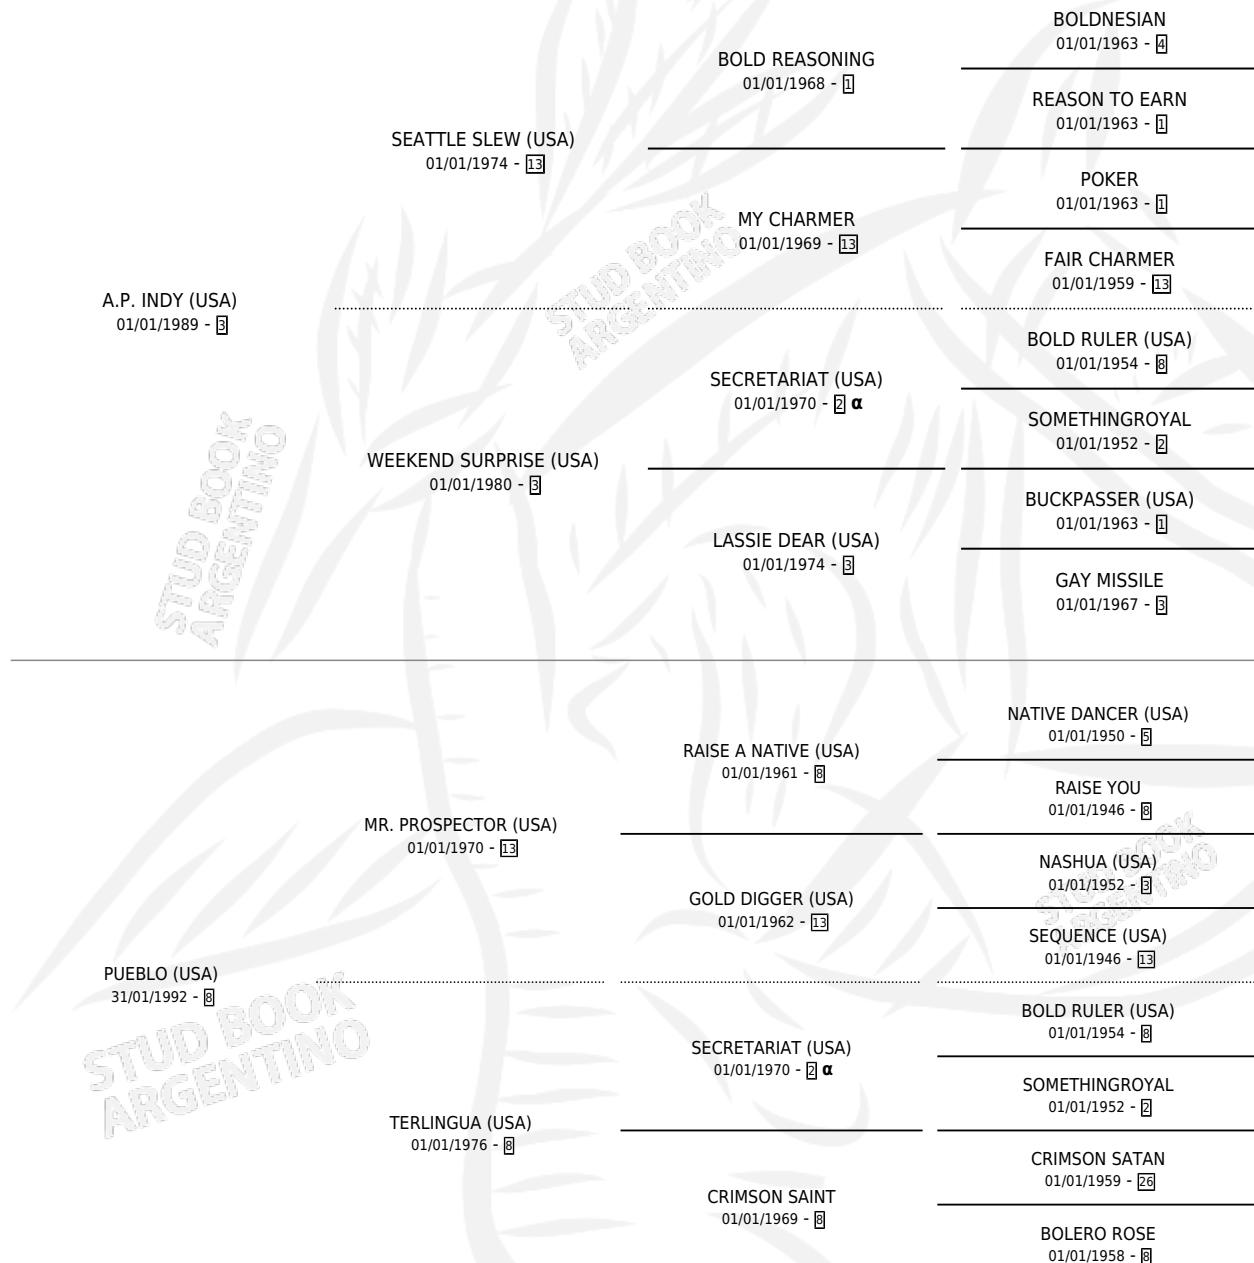 BOLDNESIAN
01/01/1963 - 4
BOLD REASONING
01/01/1968 - 1
REASON TO EARN
01/01/1963 - 1
SEATTLE SLEW (USA)
01/01/1974 - 13
POKER
01/01/1963 - 1
MY CHARMER
01/01/1969 - 13
STUD BOOK
ARGENTINO
FAIR CHARMER
01/01/1959 - 13
A.P. INDY (USA)
01/01/1989 - 3
BOLD RULER (USA)
01/01/1954 - 8
SECRETARIAT (USA)
01/01/1970 - 2 α
SOMETHINGROYAL
01/01/1952 - 2
WEEKEND SURPRISE (USA)
01/01/1980 - 3
STUD BOOK
ARGENTINO
BUCKPASSER (USA)
01/01/1963 - 1
LASSIE DEAR (USA)
01/01/1974 - 3
GAY MISSILE
01/01/1967 - 3
NATIVE DANCER (USA)
01/01/1950 - 5
RAISE A NATIVE (USA)
01/01/1961 - 8
RAISE YOU
01/01/1946 - 8
MR. PROSPECTOR (USA)
01/01/1970 - 13
STUD BOOK
ARGENTINO
NASHUA (USA)
01/01/1952 - 3
GOLD DIGGER (USA)
01/01/1962 - 13
SEQUENCE (USA)
01/01/1946 - 13
PUEBLO (USA)
31/01/1992 - 8
STUD BOOK
ARGENTINO
BOLD RULER (USA)
01/01/1954 - 8
SECRETARIAT (USA)
01/01/1970 - 2 α
SOMETHINGROYAL
01/01/1952 - 2
TERLINGUA (USA)
01/01/1976 - 8
CRIMSON SATAN
01/01/1959 - 26
CRIMSON SAINT
01/01/1969 - 8
BOLERO ROSE
01/01/1958 - 8